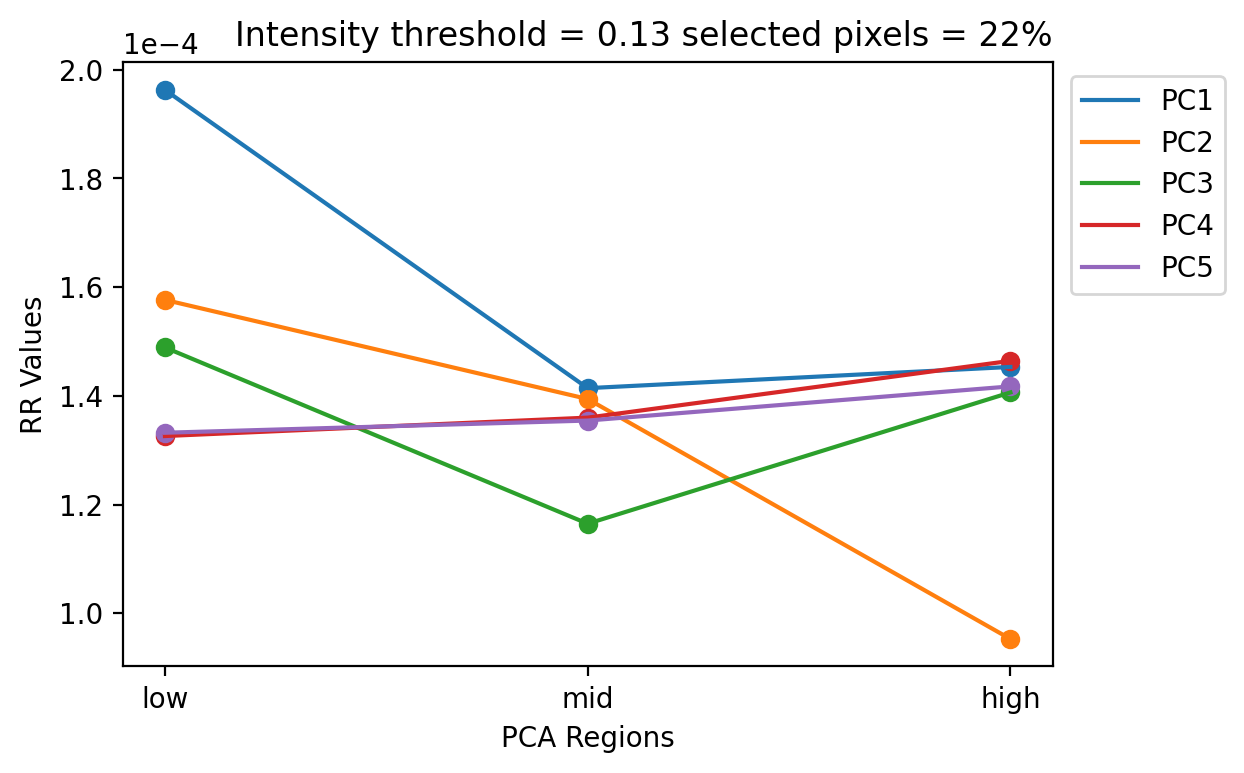 Intensity threshold = 0.13 selected pixels = 22%
1e−4
2.0
1.8
1.6
1.4
1.2
1.0
RR Values
low
mid
high
PCA Regions
PC1
PC2
PC3
PC4
PC5